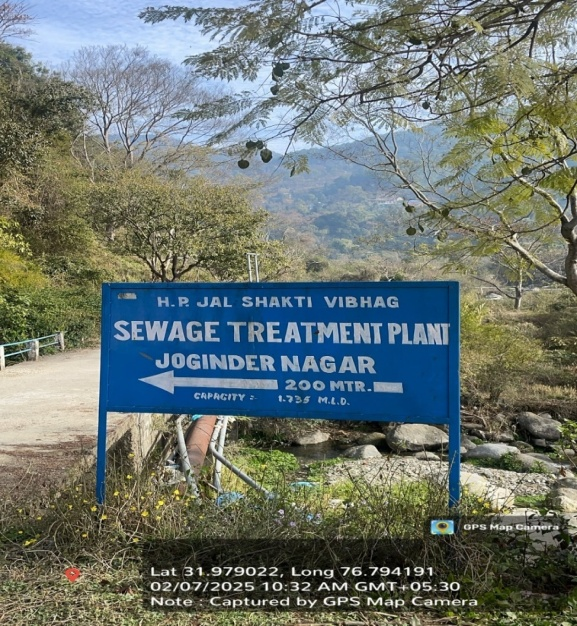 H.P. JAL SHAKTI VIBHAG
SEWAGE TREATMENT PLANT
JOGINDER NAGAR
200 MTR.
CAPACITY :- 1.735 M.L.D.
GPS Map Camera
Lat 31.979022, Long 76.794191
02/07/2025 10:32 AM GMT+05:30
Note : Captured by GPS Map Camera